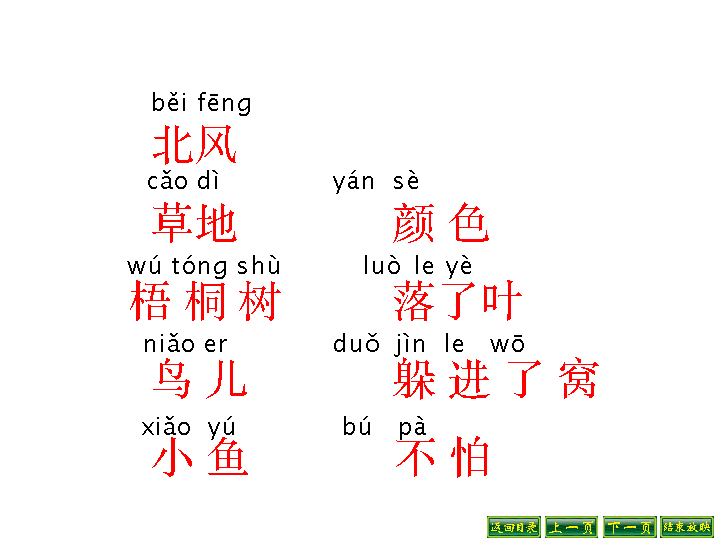 běi fēng
北风
cǎo dì yán sè
草地 颜色
wú tóng shù luò le yè
梧桐树 落了叶
niǎo er duǒ jìn le wō
鸟儿 躲进了窝
xiǎo yú bú pà
小鱼 不怕
返回目录 上一页 下一页 结束放映